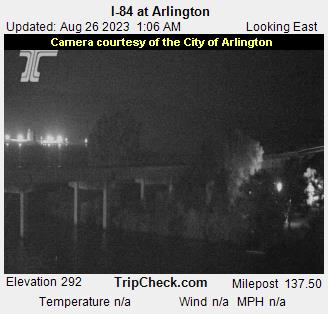 I-84 at Arlington
Updated: Aug 26 2023 1:06 AM Looking East
Camera courtesy of the City of Arlington
Elevation 292 TripCheck.com Milepost 137.50
Temperature n/a Wind n/a MPH n/a